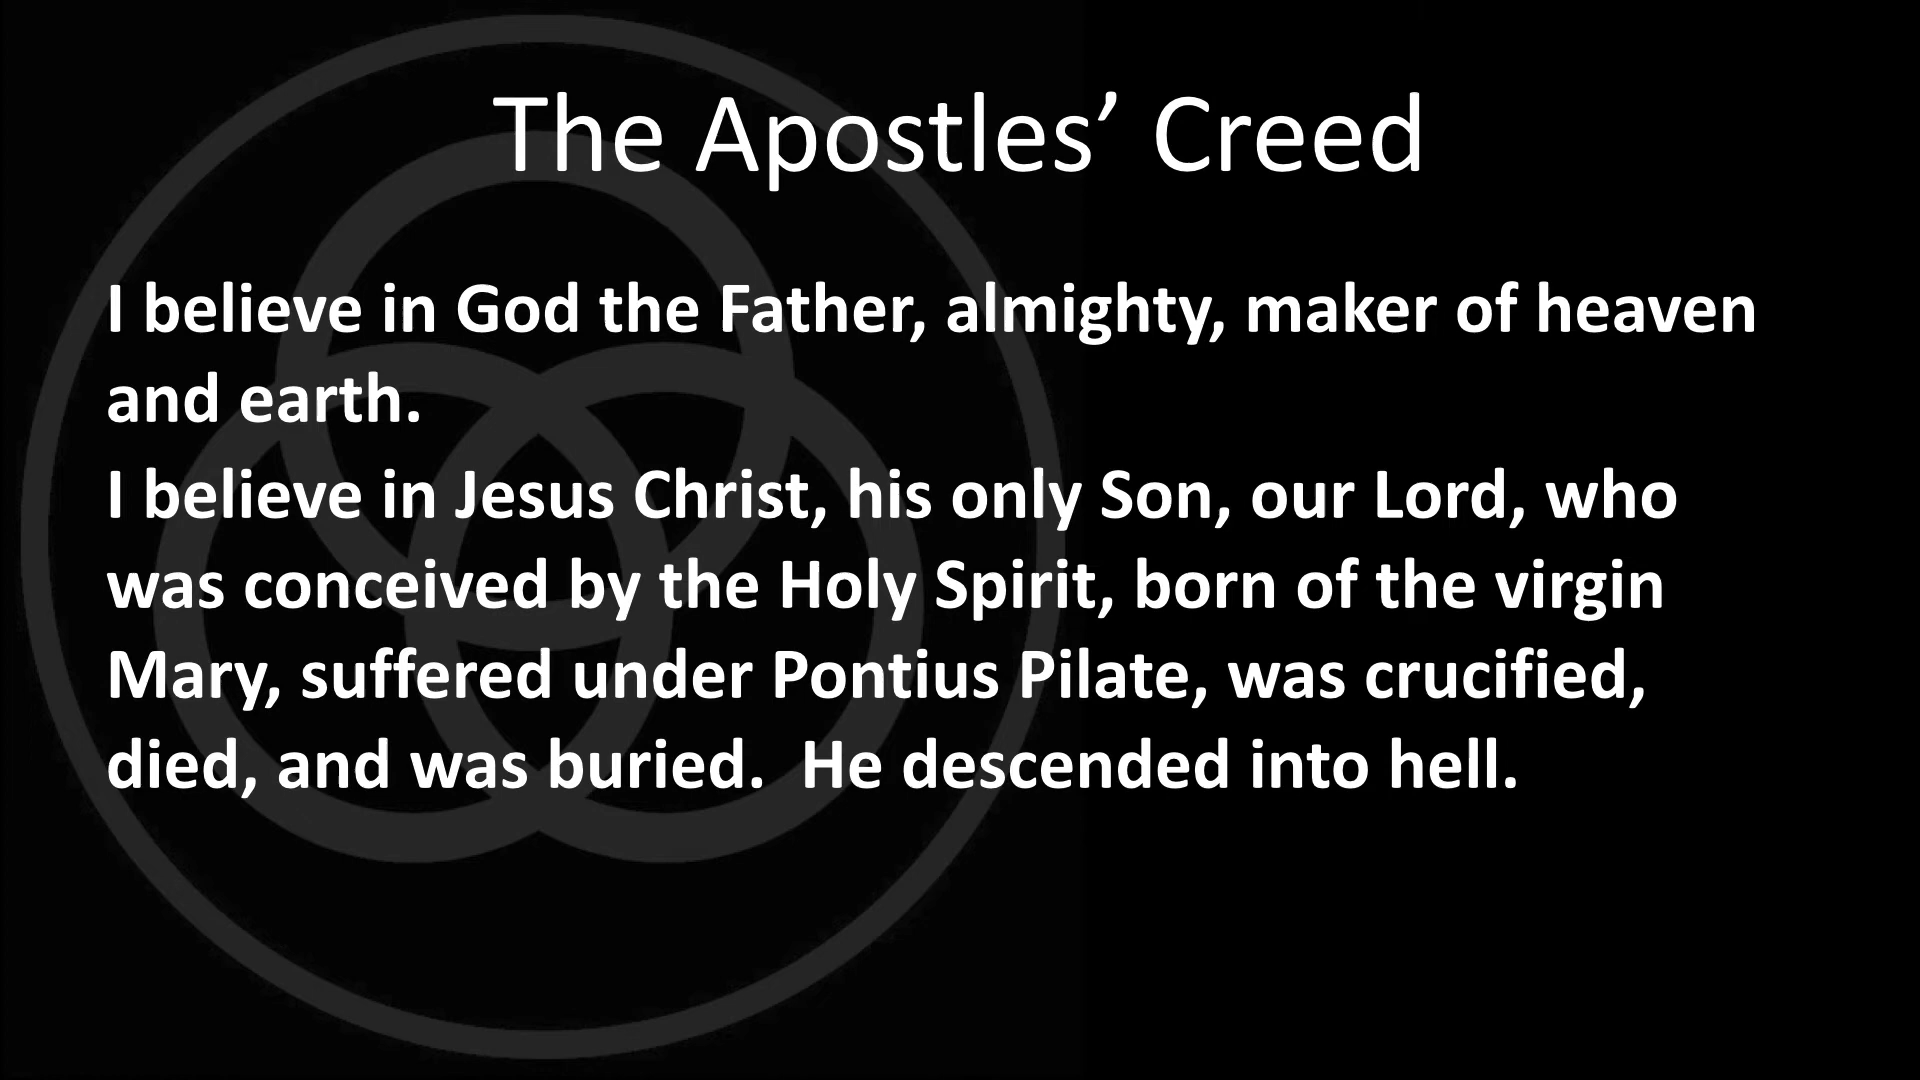 The Apostles’ Creed
I believe in God the Father, almighty, maker of heaven
and earth.
I believe in Jesus Christ, his only Son, our Lord, who
was conceived by the Holy Spirit, born of the virgin
Mary, suffered under Pontius Pilate, was crucified,
died, and was buried.  He descended into hell.